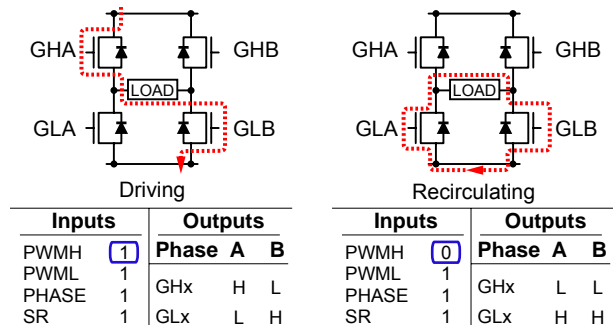 GHA GHB
LOAD
GLA GLB
Driving
Inputs Outputs
PWMH 1 Phase A B
PWML 1
PHASE 1 GHx H L
SR 1 GLx L H
GHA GHB
LOAD
GLA GLB
Recirculating
Inputs Outputs
PWMH 0 Phase A B
PWML 1
PHASE 1 GHx L L
SR 1 GLx H H